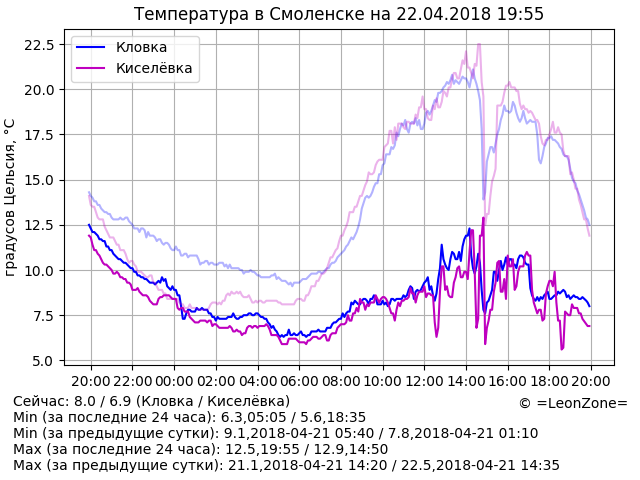 Температура в Смоленске на 22.04.2018 19:55
Кловка
Киселёвка
градусов Цельсия, °C
22.5
20.0
17.5
15.0
12.5
10.0
7.5
5.0
20:00 22:00 00:00 02:00 04:00 06:00 08:00 10:00 12:00 14:00 16:00 18:00 20:00
Сейчас: 8.0 / 6.9 (Кловка / Киселёвка)
© =LeonZone=
Min (за последние 24 часа): 6.3,05:05 / 5.6,18:35
Min (за предыдущие сутки): 9.1,2018-04-21 05:40 / 7.8,2018-04-21 01:10
Max (за последние 24 часа): 12.5,19:55 / 12.9,14:50
Max (за предыдущие сутки): 21.1,2018-04-21 14:20 / 22.5,2018-04-21 14:35